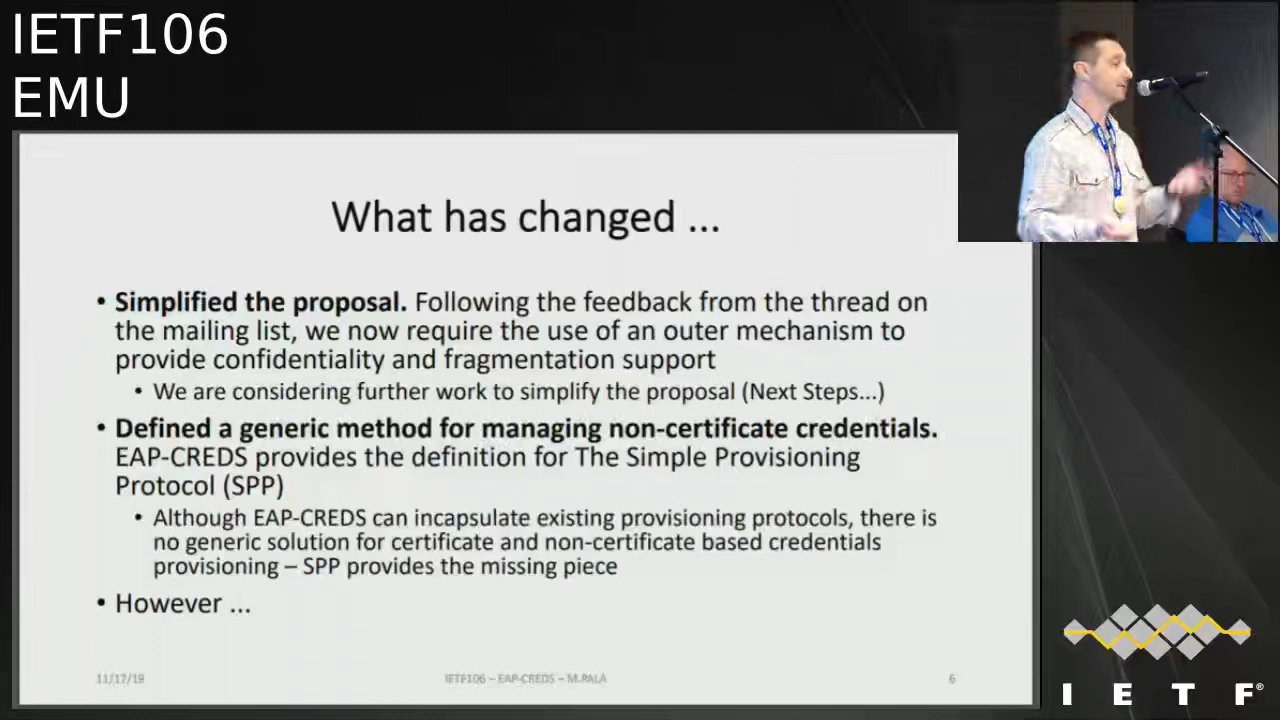 IETF106
EMU
What has changed ...
• Simplified the proposal. Following the feedback from the thread on
the mailing list, we now require the use of an outer mechanism to
provide confidentiality and fragmentation support
• We are considering further work to simplify the proposal (Next Steps...)
• Defined a generic method for managing non-certificate credentials.
EAP-CREDS provides the definition for The Simple Provisioning
Protocol (SPP)
• Although EAP-CREDS can incapsulate existing provisioning protocols, there is
no generic solution for certificate and non-certificate based credentials
provisioning – SPP provides the missing piece
• However ...
11/17/19
IETF106 – EAP-CREDS – M.PALA
6
I E T F®